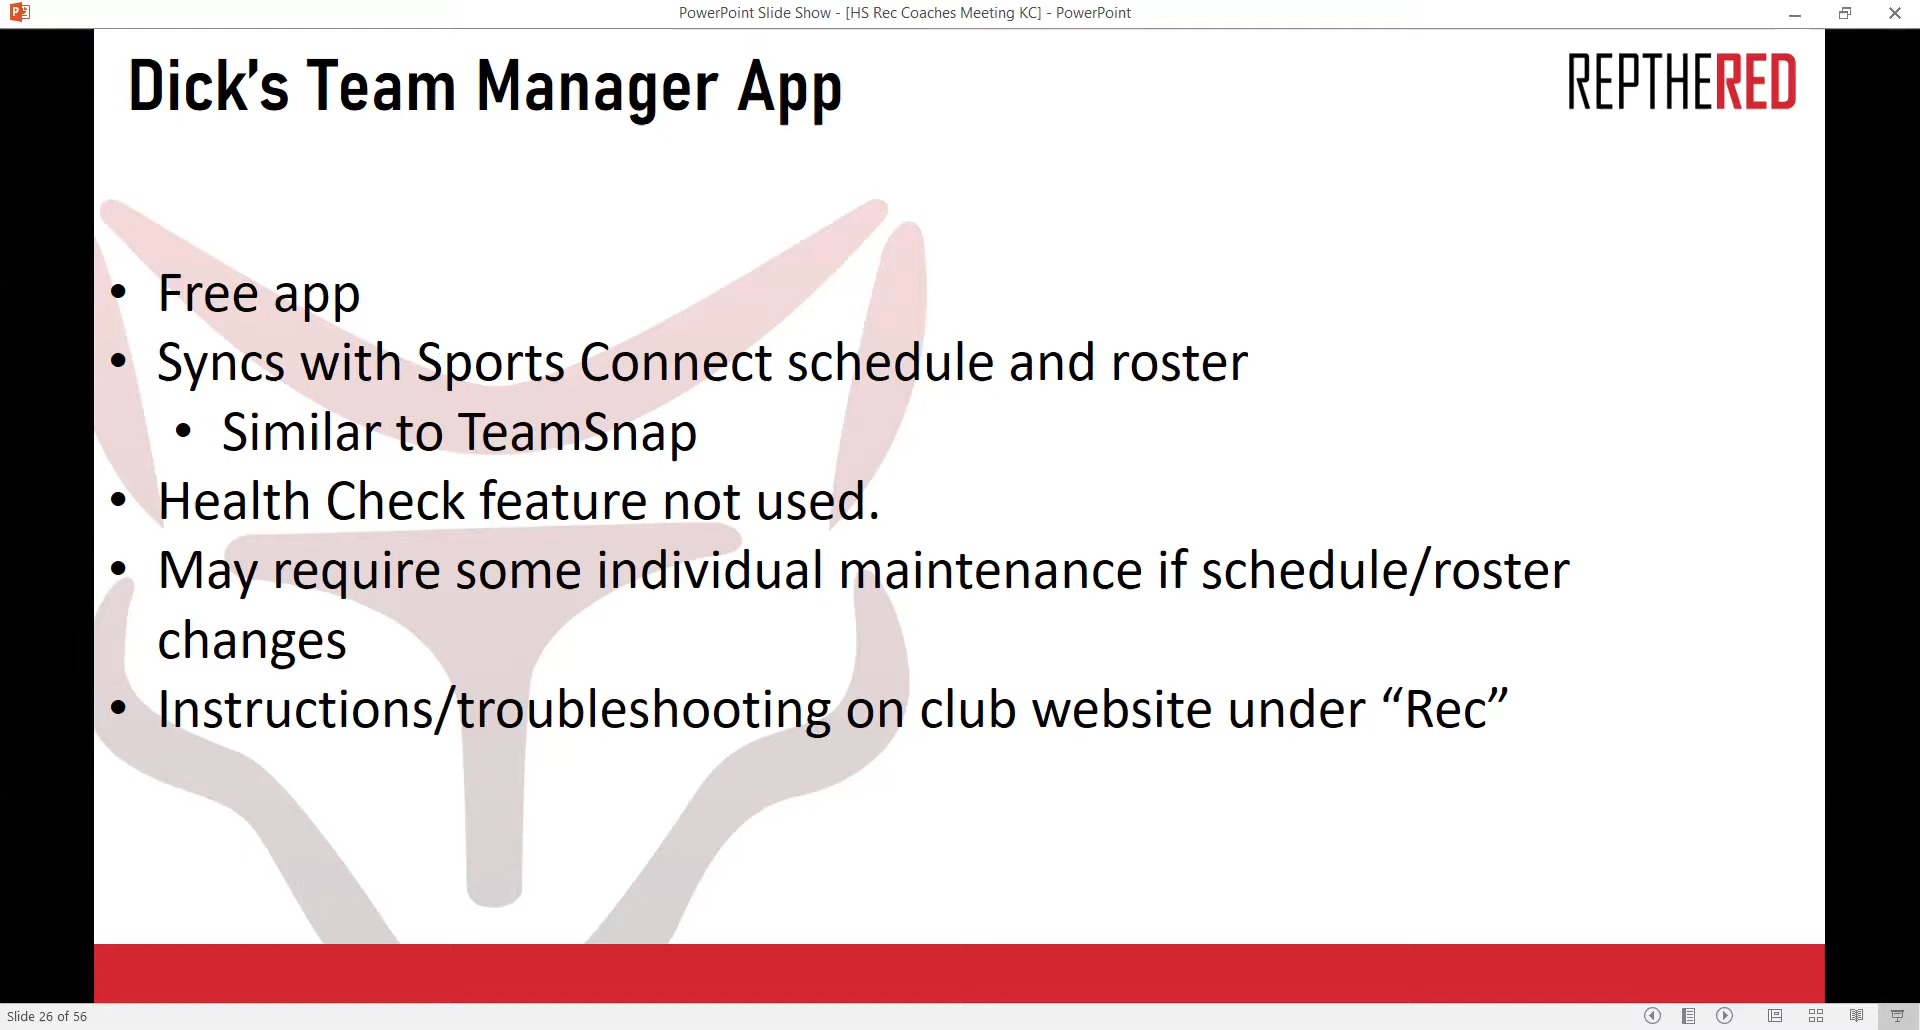 PowerPoint Slide Show - [HS Rec Coaches Meeting KC] - PowerPoint
Dick’s Team Manager App
REPTHERED
• Free app
• Syncs with Sports Connect schedule and roster
• Similar to TeamSnap
• Health Check feature not used.
• May require some individual maintenance if schedule/roster
changes
• Instructions/troubleshooting on club website under “Rec”
Slide 26 of 56